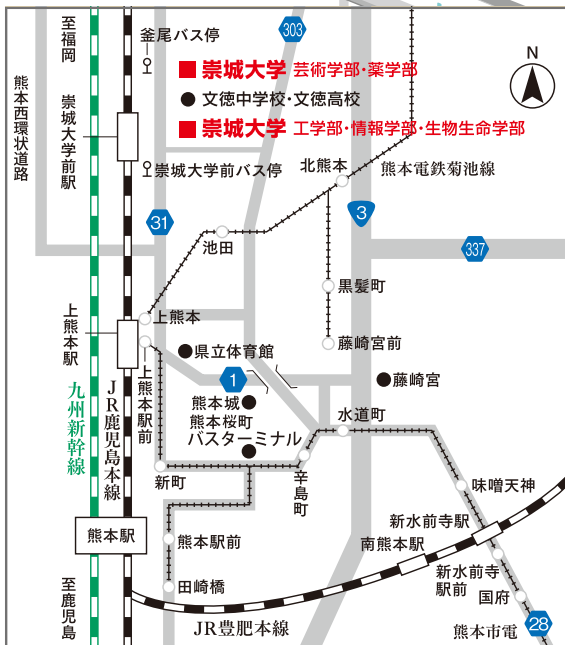 至福岡
釜尾バス停
303
N
崇城大学 芸術学部・薬学部
文徳中学校・文徳高校
崇城大学 工学部・情報学部・生物生命学部
熊本西環状道路
崇城大学前駅
崇城大学前バス停
北熊本
熊本電鉄菊池線
31
3
池田
337
黒髪町
上熊本
上熊本駅
藤崎宮前
県立体育館
上熊本駅前
1
藤崎宮
九州新幹線
JR鹿児島本線
熊本城
熊本桜町
バスターミナル
水道町
新町
辛島町
味噌天神
新水前寺駅
熊本駅
熊本駅前
南熊本駅
新水前寺
駅前
田崎橋
国府
至鹿児島
JR豊肥本線
熊本市電
28